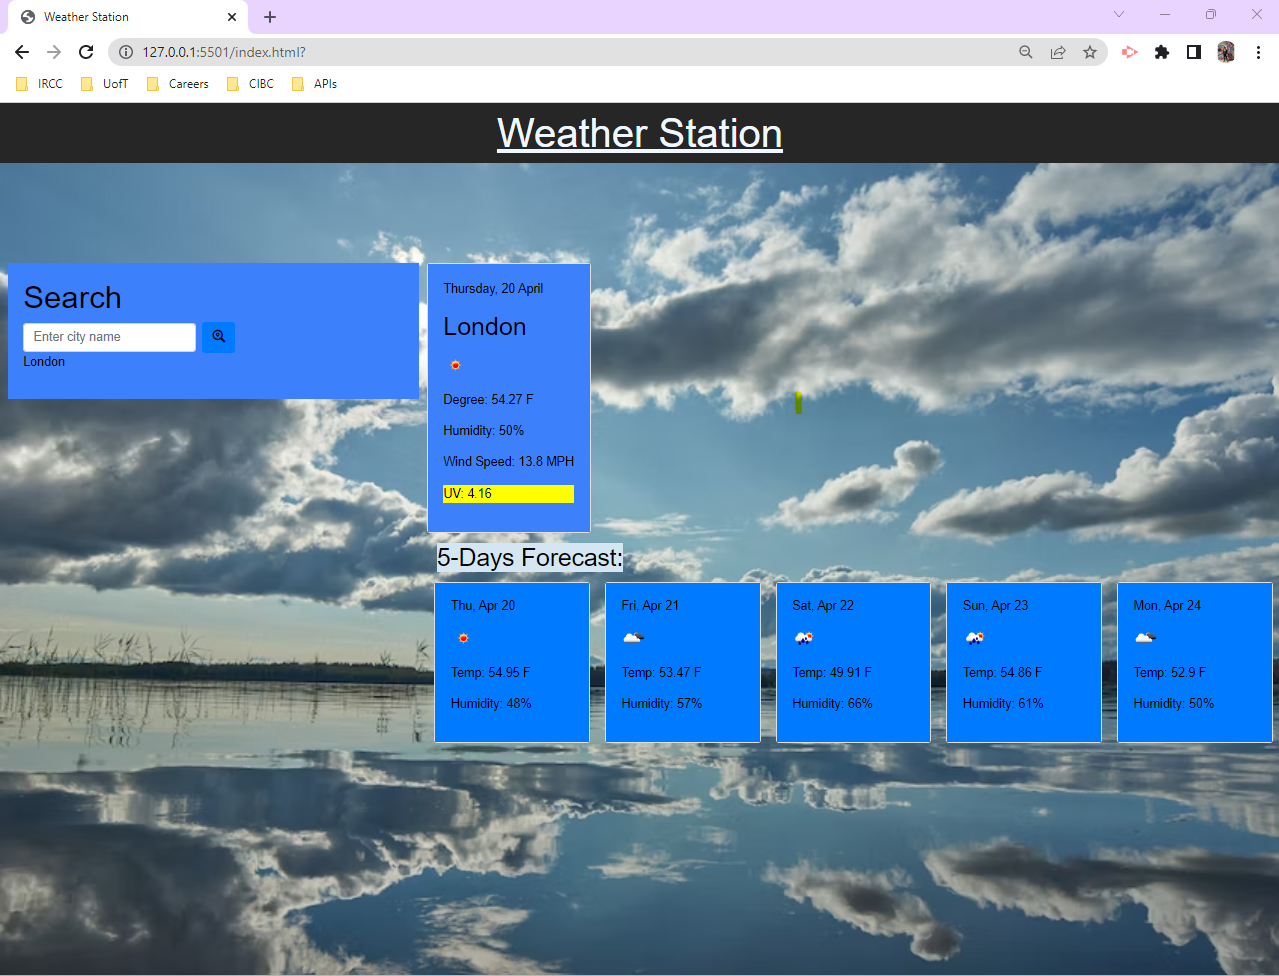 Weather Station
127.0.0.1:5501/index.html?
IRCC UofT Careers CIBC APIs
Weather Station
Search
Enter city name
London
Thursday, 20 April
London
Degree: 54.27 F
Humidity: 50%
Wind Speed: 13.8 MPH
UV: 4.16
5-Days Forecast:
Thu, Apr 20
Temp: 54.95 F
Humidity: 48%
Fri, Apr 21
Temp: 53.47 F
Humidity: 57%
Sat, Apr 22
Temp: 49.91 F
Humidity: 66%
Sun, Apr 23
Temp: 54.86 F
Humidity: 61%
Mon, Apr 24
Temp: 52.9 F
Humidity: 50%